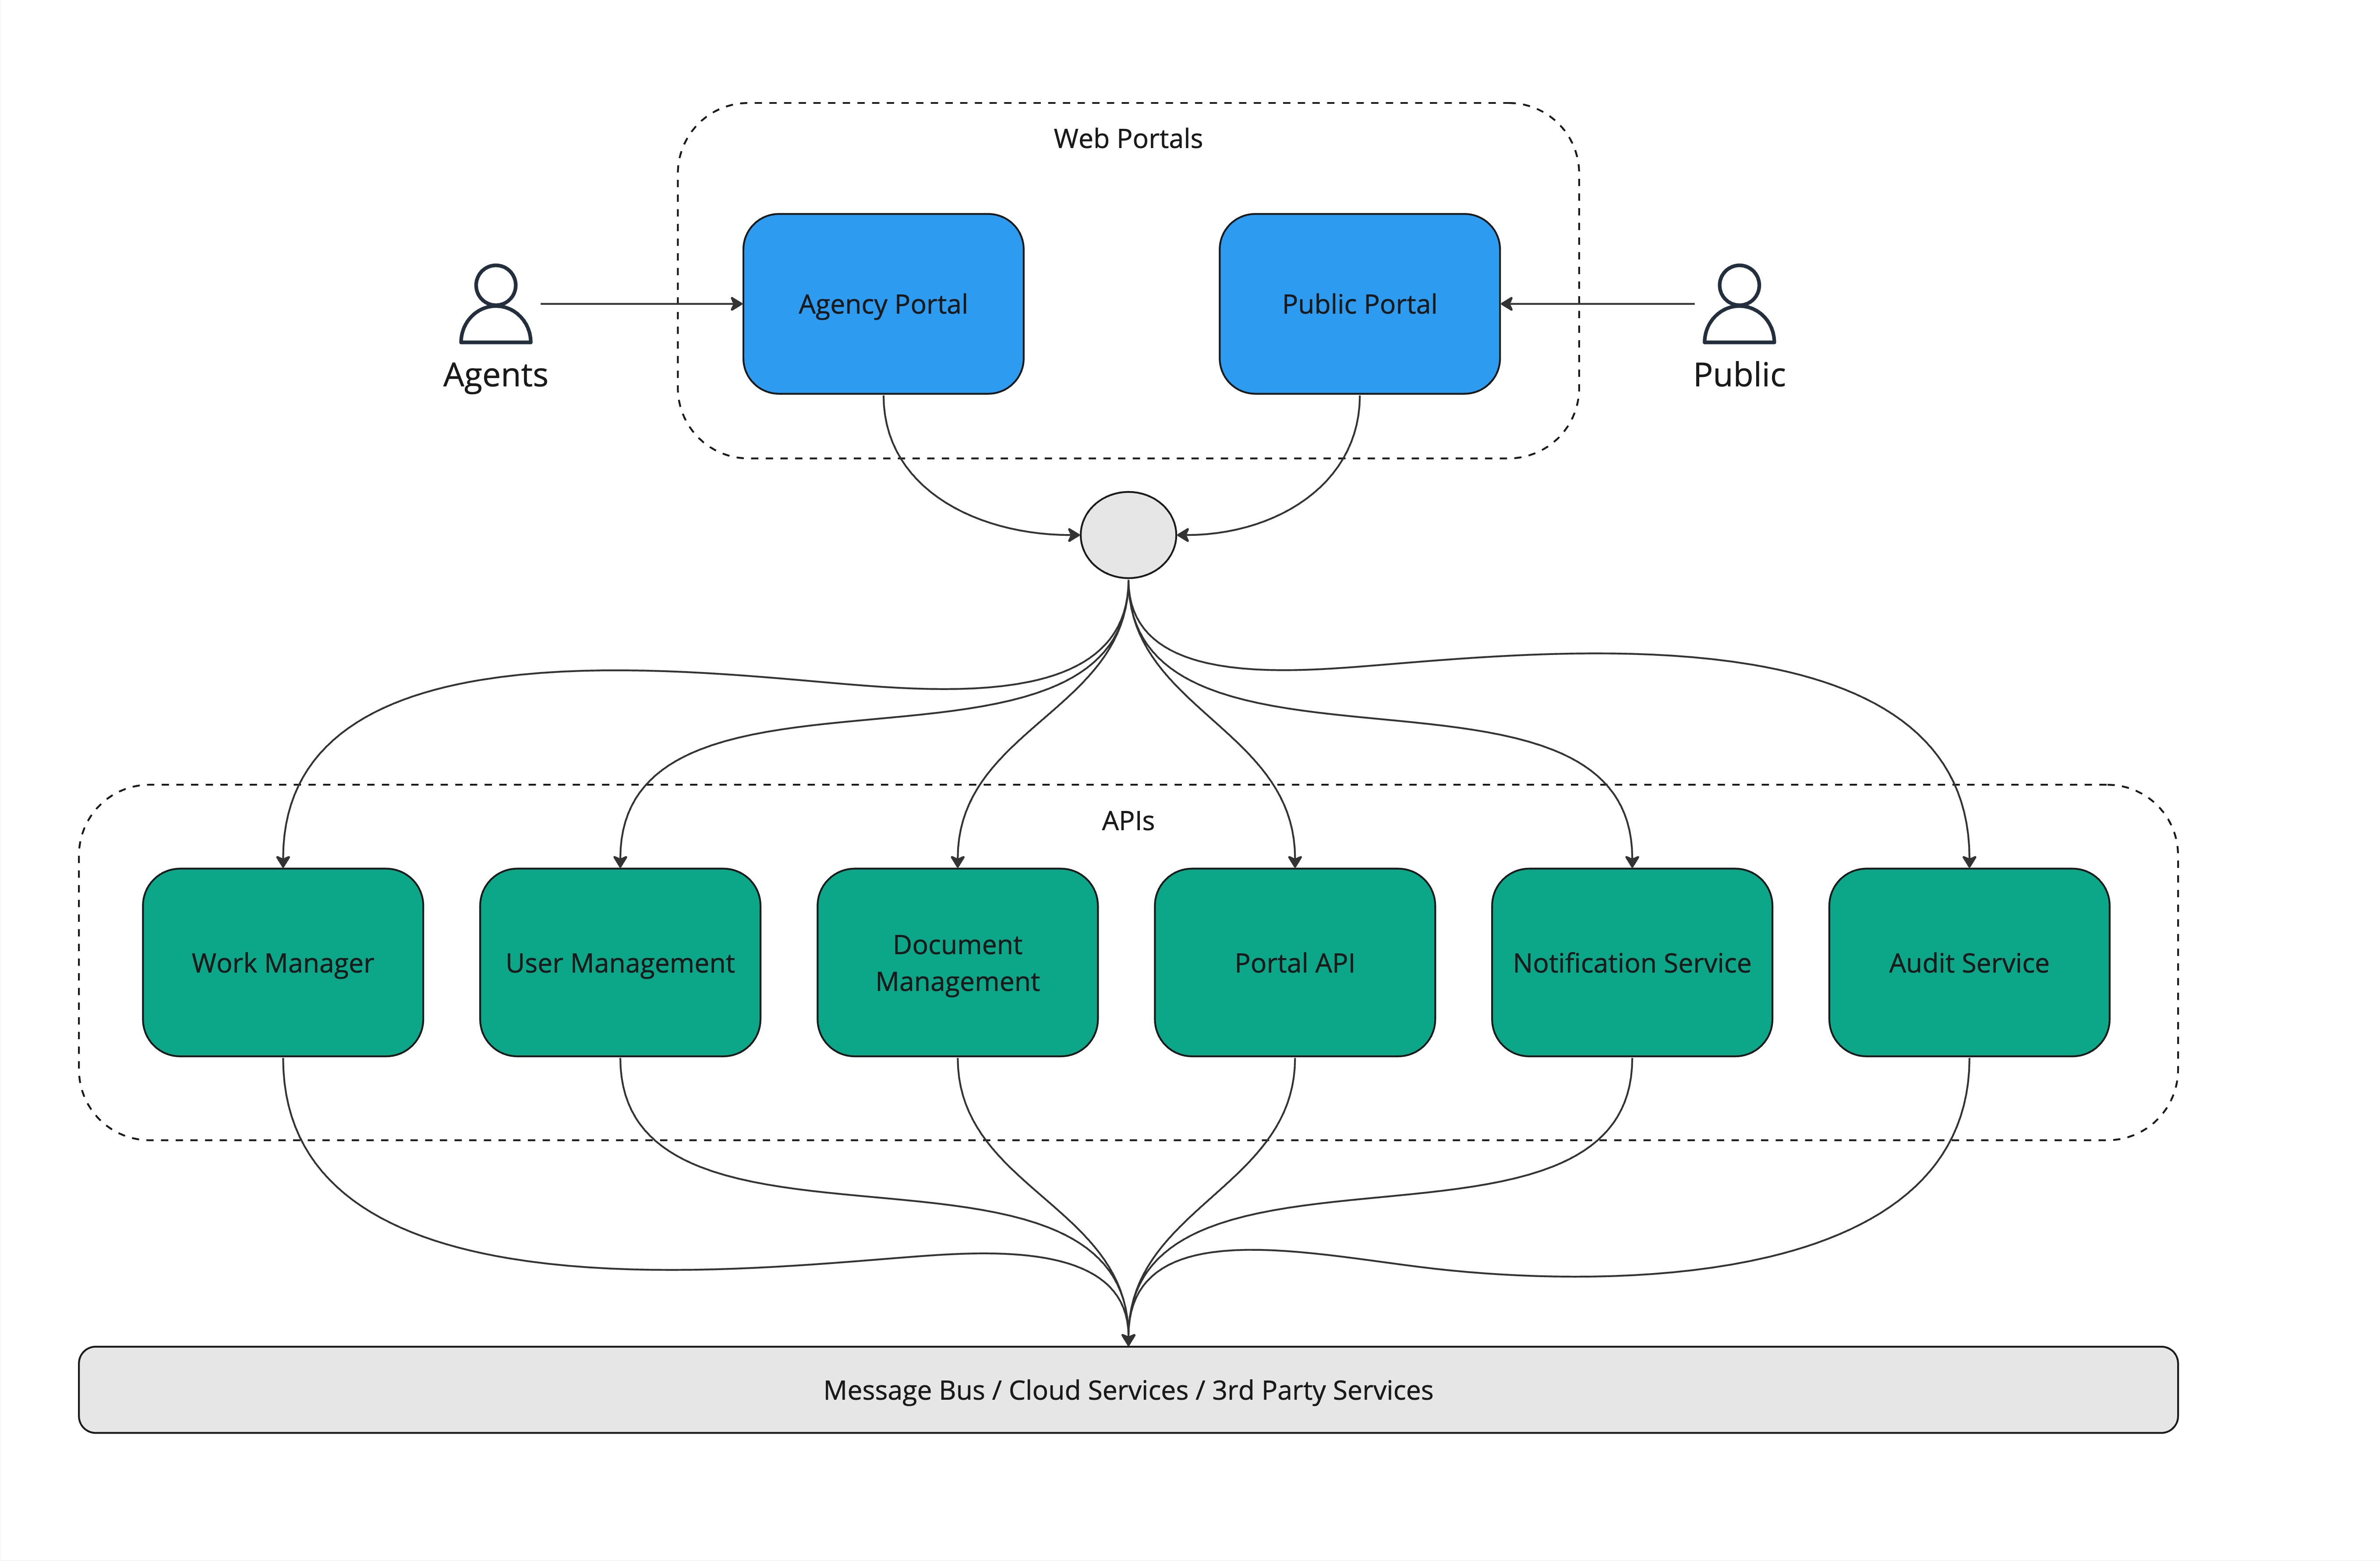 Web Portals
Agency Portal
Public Portal
Agents
Public
APIs
Work Manager
User Management
Document
Management
Portal API
Notification Service
Audit Service
Message Bus / Cloud Services / 3rd Party Services